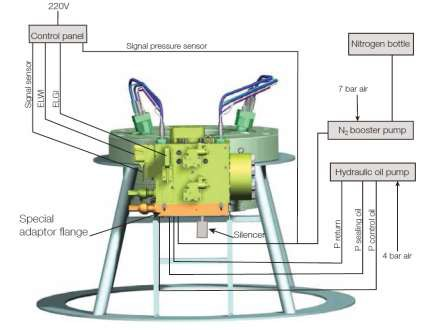 220V
Control panel
Signal pressure sensor
Nitrogen bottle
Signal sensor
ELWI
ELGI
7 bar air
N₂ booster pump
Hydraulic oil pump
Special
adaptor flange
Silencer
P return
P sealing oil
P control oil
4 bar air